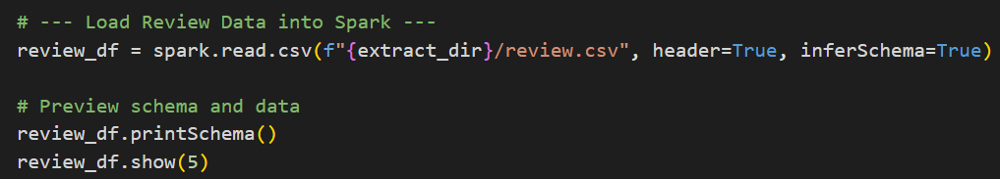 # --- Load Review Data into Spark ---
review_df = spark.read.csv(f"{extract_dir}/review.csv", header=True, inferSchema=True)
# Preview schema and data
review_df.printSchema()
review_df.show(5)